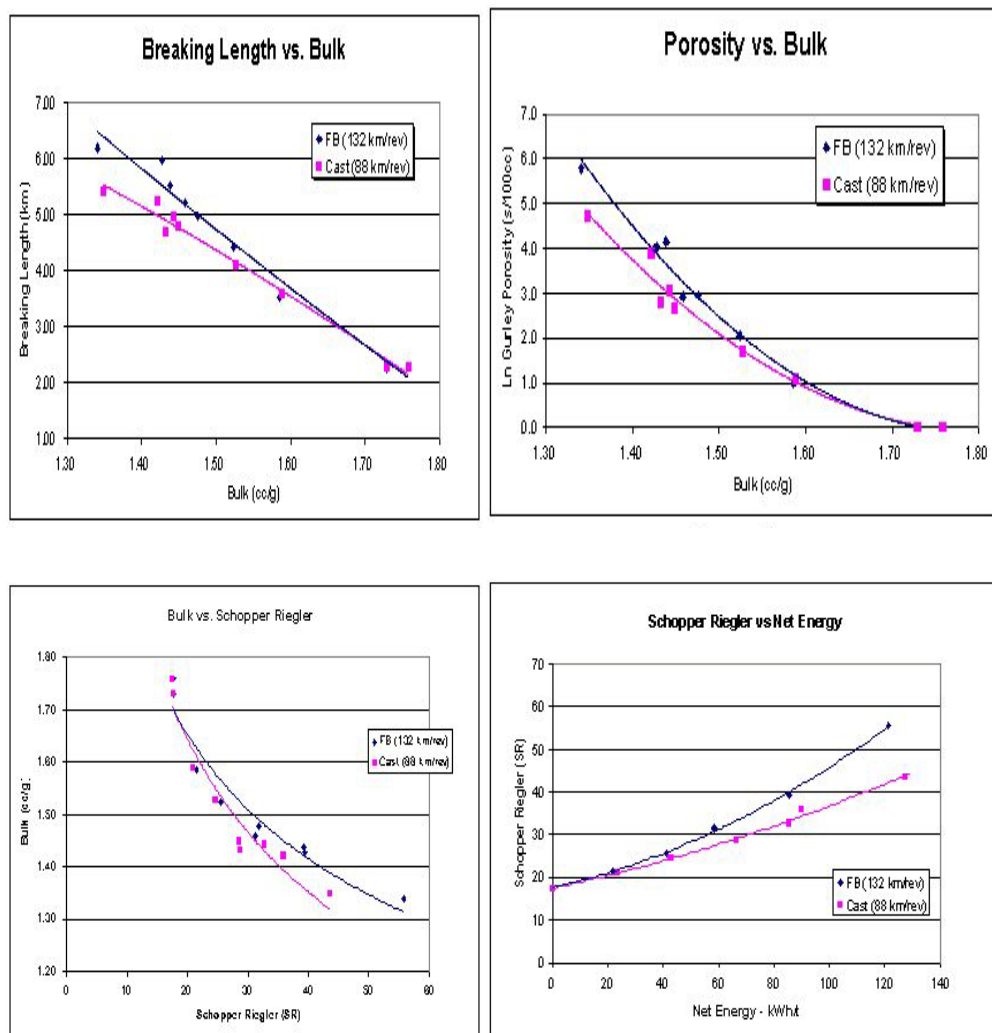 Breaking Length vs. Bulk
7.00
6.00
5.00
4.00
3.00
2.00
1.00
Breaking Length (km)
FB (132 km/rev)
Cast (88 km/rev)
1.30 1.40 1.50 1.60 1.70 1.80
Bulk (cc/g)
Porosity vs. Bulk
7.0
6.0
5.0
4.0
3.0
2.0
1.0
0.0
Ln Gurley Porosity (s/100cc)
FB (132 km/rev)
Cast (88 km/rev)
1.30 1.40 1.50 1.60 1.70 1.80
Bulk (cc/g)
Bulk vs. Schopper Riegler
1.80
1.70
1.60
1.50
1.40
1.30
1.20
Bulk (cc/g)
FB (132 km/rev)
Cast (88 km/rev)
0 10 20 30 40 50 60
Schopper Riegler (SR)
Schopper Riegler vs Net Energy
70
60
50
40
30
20
10
0
Schopper Riegler (SR)
FB (132 km/rev)
Cast (88 km/rev)
0 20 40 60 80 100 120 140
Net Energy - kWh/t